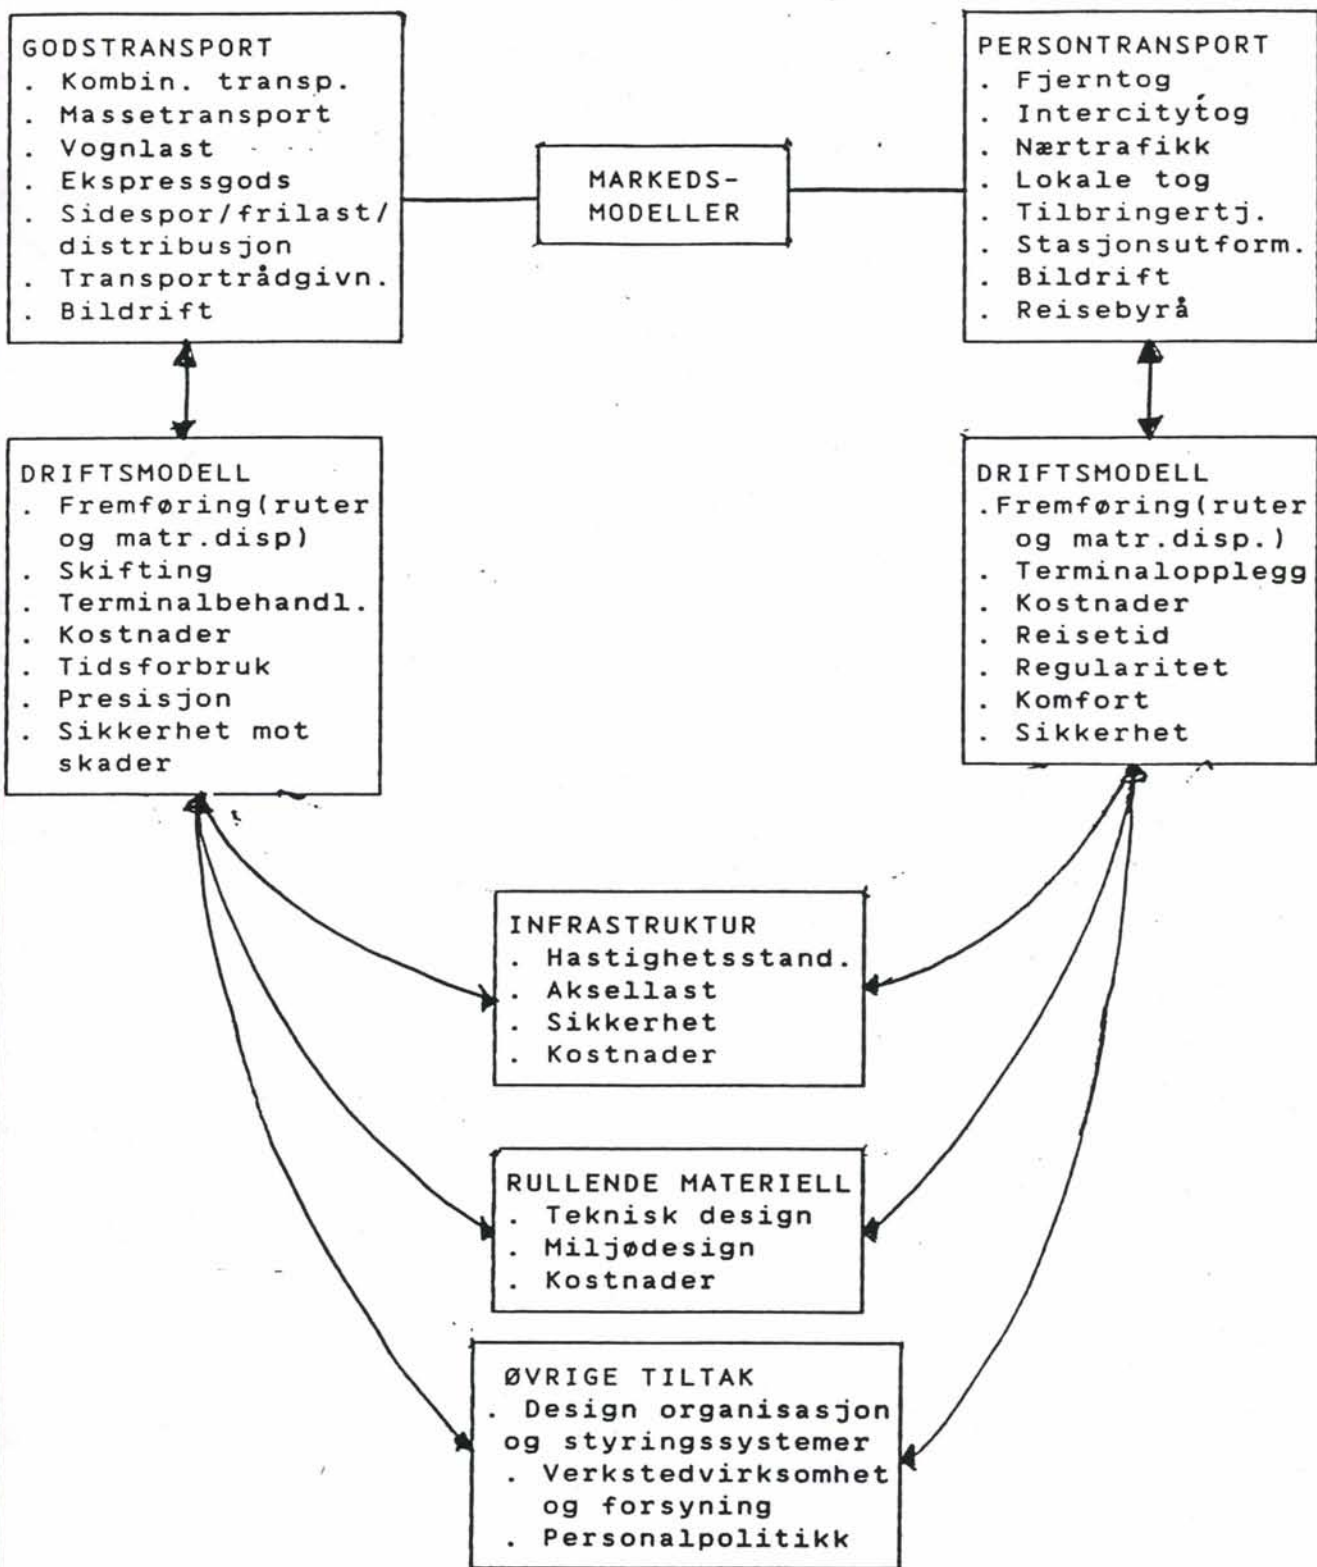 GODSTRANSPORT
. Kombin. transp.
. Massetransport
. Vognlast
. Ekspressgods
. Sidespor/frilast/
distribusjon
. Transportrådgivn.
. Bildrift
MARKEDS-
MODELLER
PERSONTRANSPORT
. Fjerntog
. Intercitytog
. Nærtrafikk
. Lokale tog
. Tilbringertj.
. Stasjonsutform.
. Bildrift
. Reisebyrå
DRIFTSMODELL
. Fremføring(ruter
og matr.disp)
. Skifting
. Terminalbehandl.
. Kostnader
. Tidsforbruk
. Presisjon
. Sikkerhet mot
skader
DRIFTSMODELL
.Fremføring(ruter
og matr.disp.)
. Terminalopplegg
. Kostnader
. Reisetid
. Regularitet
. Komfort
. Sikkerhet
INFRASTRUKTUR
. Hastighetsstand.
. Aksellast
. Sikkerhet
. Kostnader
RULLENDE MATERIELL
. Teknisk design
. Miljødesign
. Kostnader
ØVRIGE TILTAK
. Design organisasjon
og styringssystemer
. Verkstedvirksomhet
og forsyning
. Personalpolitikk